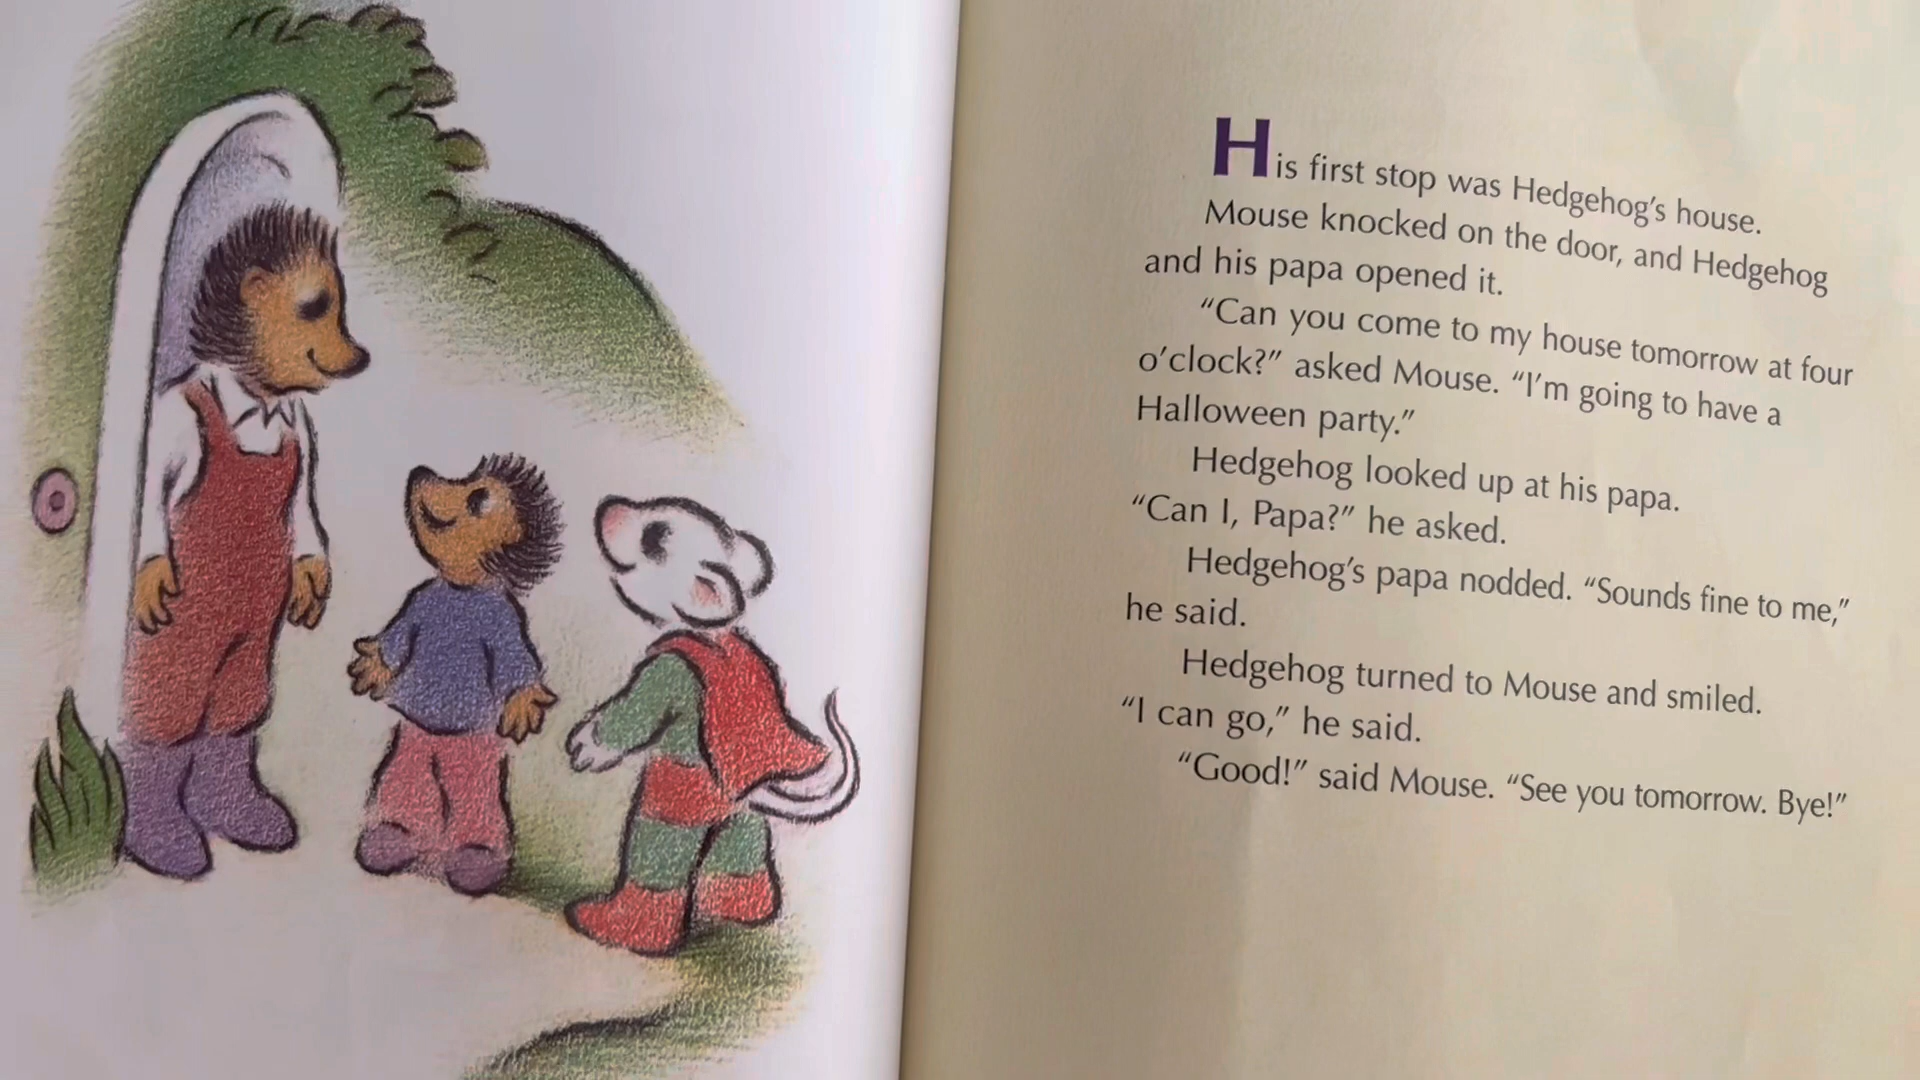 His first stop was Hedgehog’s house.
Mouse knocked on the door, and Hedgehog
and his papa opened it.
“Can you come to my house tomorrow at four
o’clock?” asked Mouse. “I’m going to have a
Halloween party.”
Hedgehog looked up at his papa.
“Can I, Papa?” he asked.
Hedgehog’s papa nodded. “Sounds fine to me,”
he said.
Hedgehog turned to Mouse and smiled.
“I can go,” he said.
“Good!” said Mouse. “See you tomorrow. Bye!”